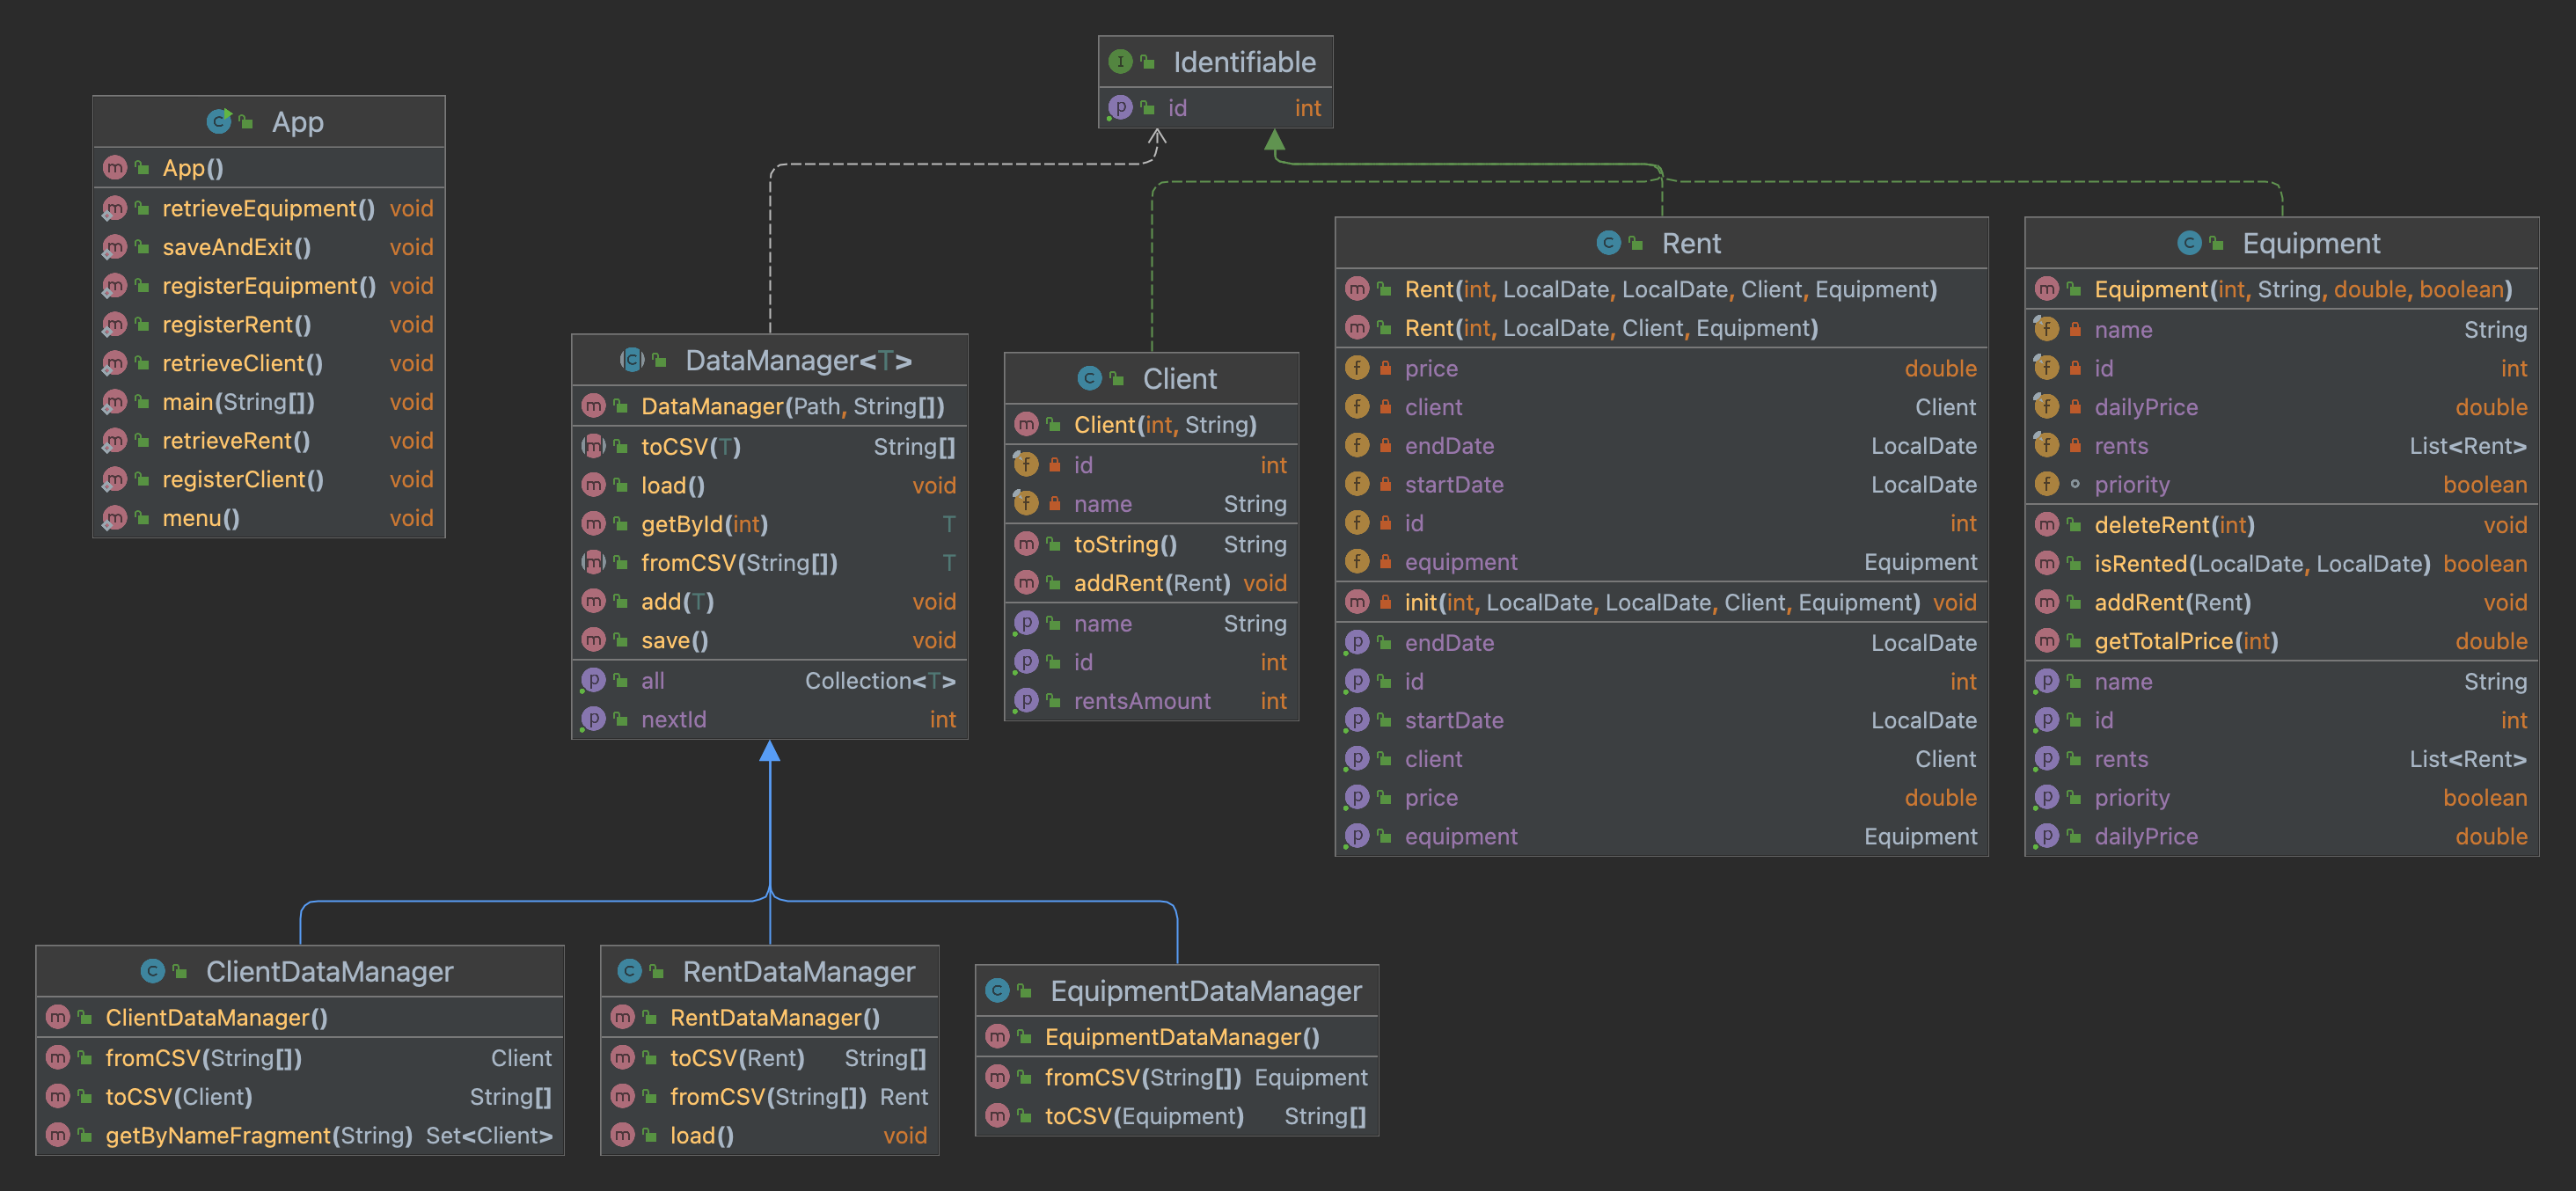 Identifiable
id int
App
App()
retrieveEquipment() void
saveAndExit() void
registerEquipment() void
registerRent() void
retrieveClient() void
main(String[]) void
retrieveRent() void
registerClient() void
menu() void
DataManager<T>
DataManager(Path, String[])
toCSV(T) String[]
load() void
getById(int) T
fromCSV(String[]) T
add(T) void
save() void
all Collection<T>
nextId int
Client
Client(int, String)
id int
name String
toString() String
addRent(Rent) void
name String
id int
rentsAmount int
Rent
Rent(int, LocalDate, LocalDate, Client, Equipment)
Rent(int, LocalDate, Client, Equipment)
price double
client Client
endDate LocalDate
startDate LocalDate
id int
equipment Equipment
init(int, LocalDate, LocalDate, Client, Equipment) void
endDate LocalDate
id int
startDate LocalDate
client Client
price double
equipment Equipment
Equipment
Equipment(int, String, double, boolean)
name String
id int
dailyPrice double
rents List<Rent>
priority boolean
deleteRent(int) void
isRented(LocalDate, LocalDate) boolean
addRent(Rent) void
getTotalPrice(int) double
name String
id int
rents List<Rent>
priority boolean
dailyPrice double
ClientDataManager
ClientDataManager()
fromCSV(String[]) Client
toCSV(Client) String[]
getByNameFragment(String) Set<Client>
RentDataManager
RentDataManager()
toCSV(Rent) String[]
fromCSV(String[]) Rent
load() void
EquipmentDataManager
EquipmentDataManager()
fromCSV(String[]) Equipment
toCSV(Equipment) String[]